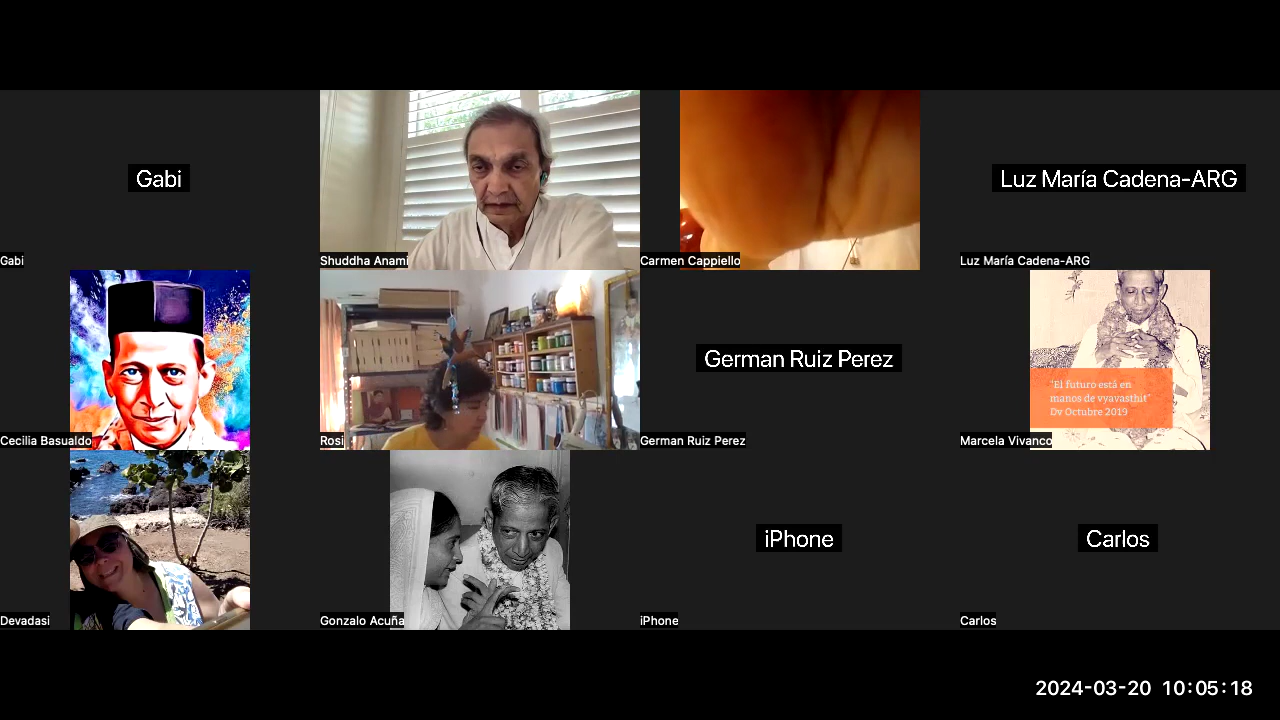 Gabi
Gabi
Shuddha Anami
Carmen Cappiello
Luz María Cadena-ARG
Luz María Cadena-ARG
Cecilia Basualdo
Rosi
German Ruiz Perez
German Ruiz Perez
"El futuro está en
manos de vyavasthit"
Dv Octubre 2019
Marcela Vivanco
Devadasi
Gonzalo Acuña
iPhone
iPhone
Carlos
Carlos
2024-03-20 10:05:18